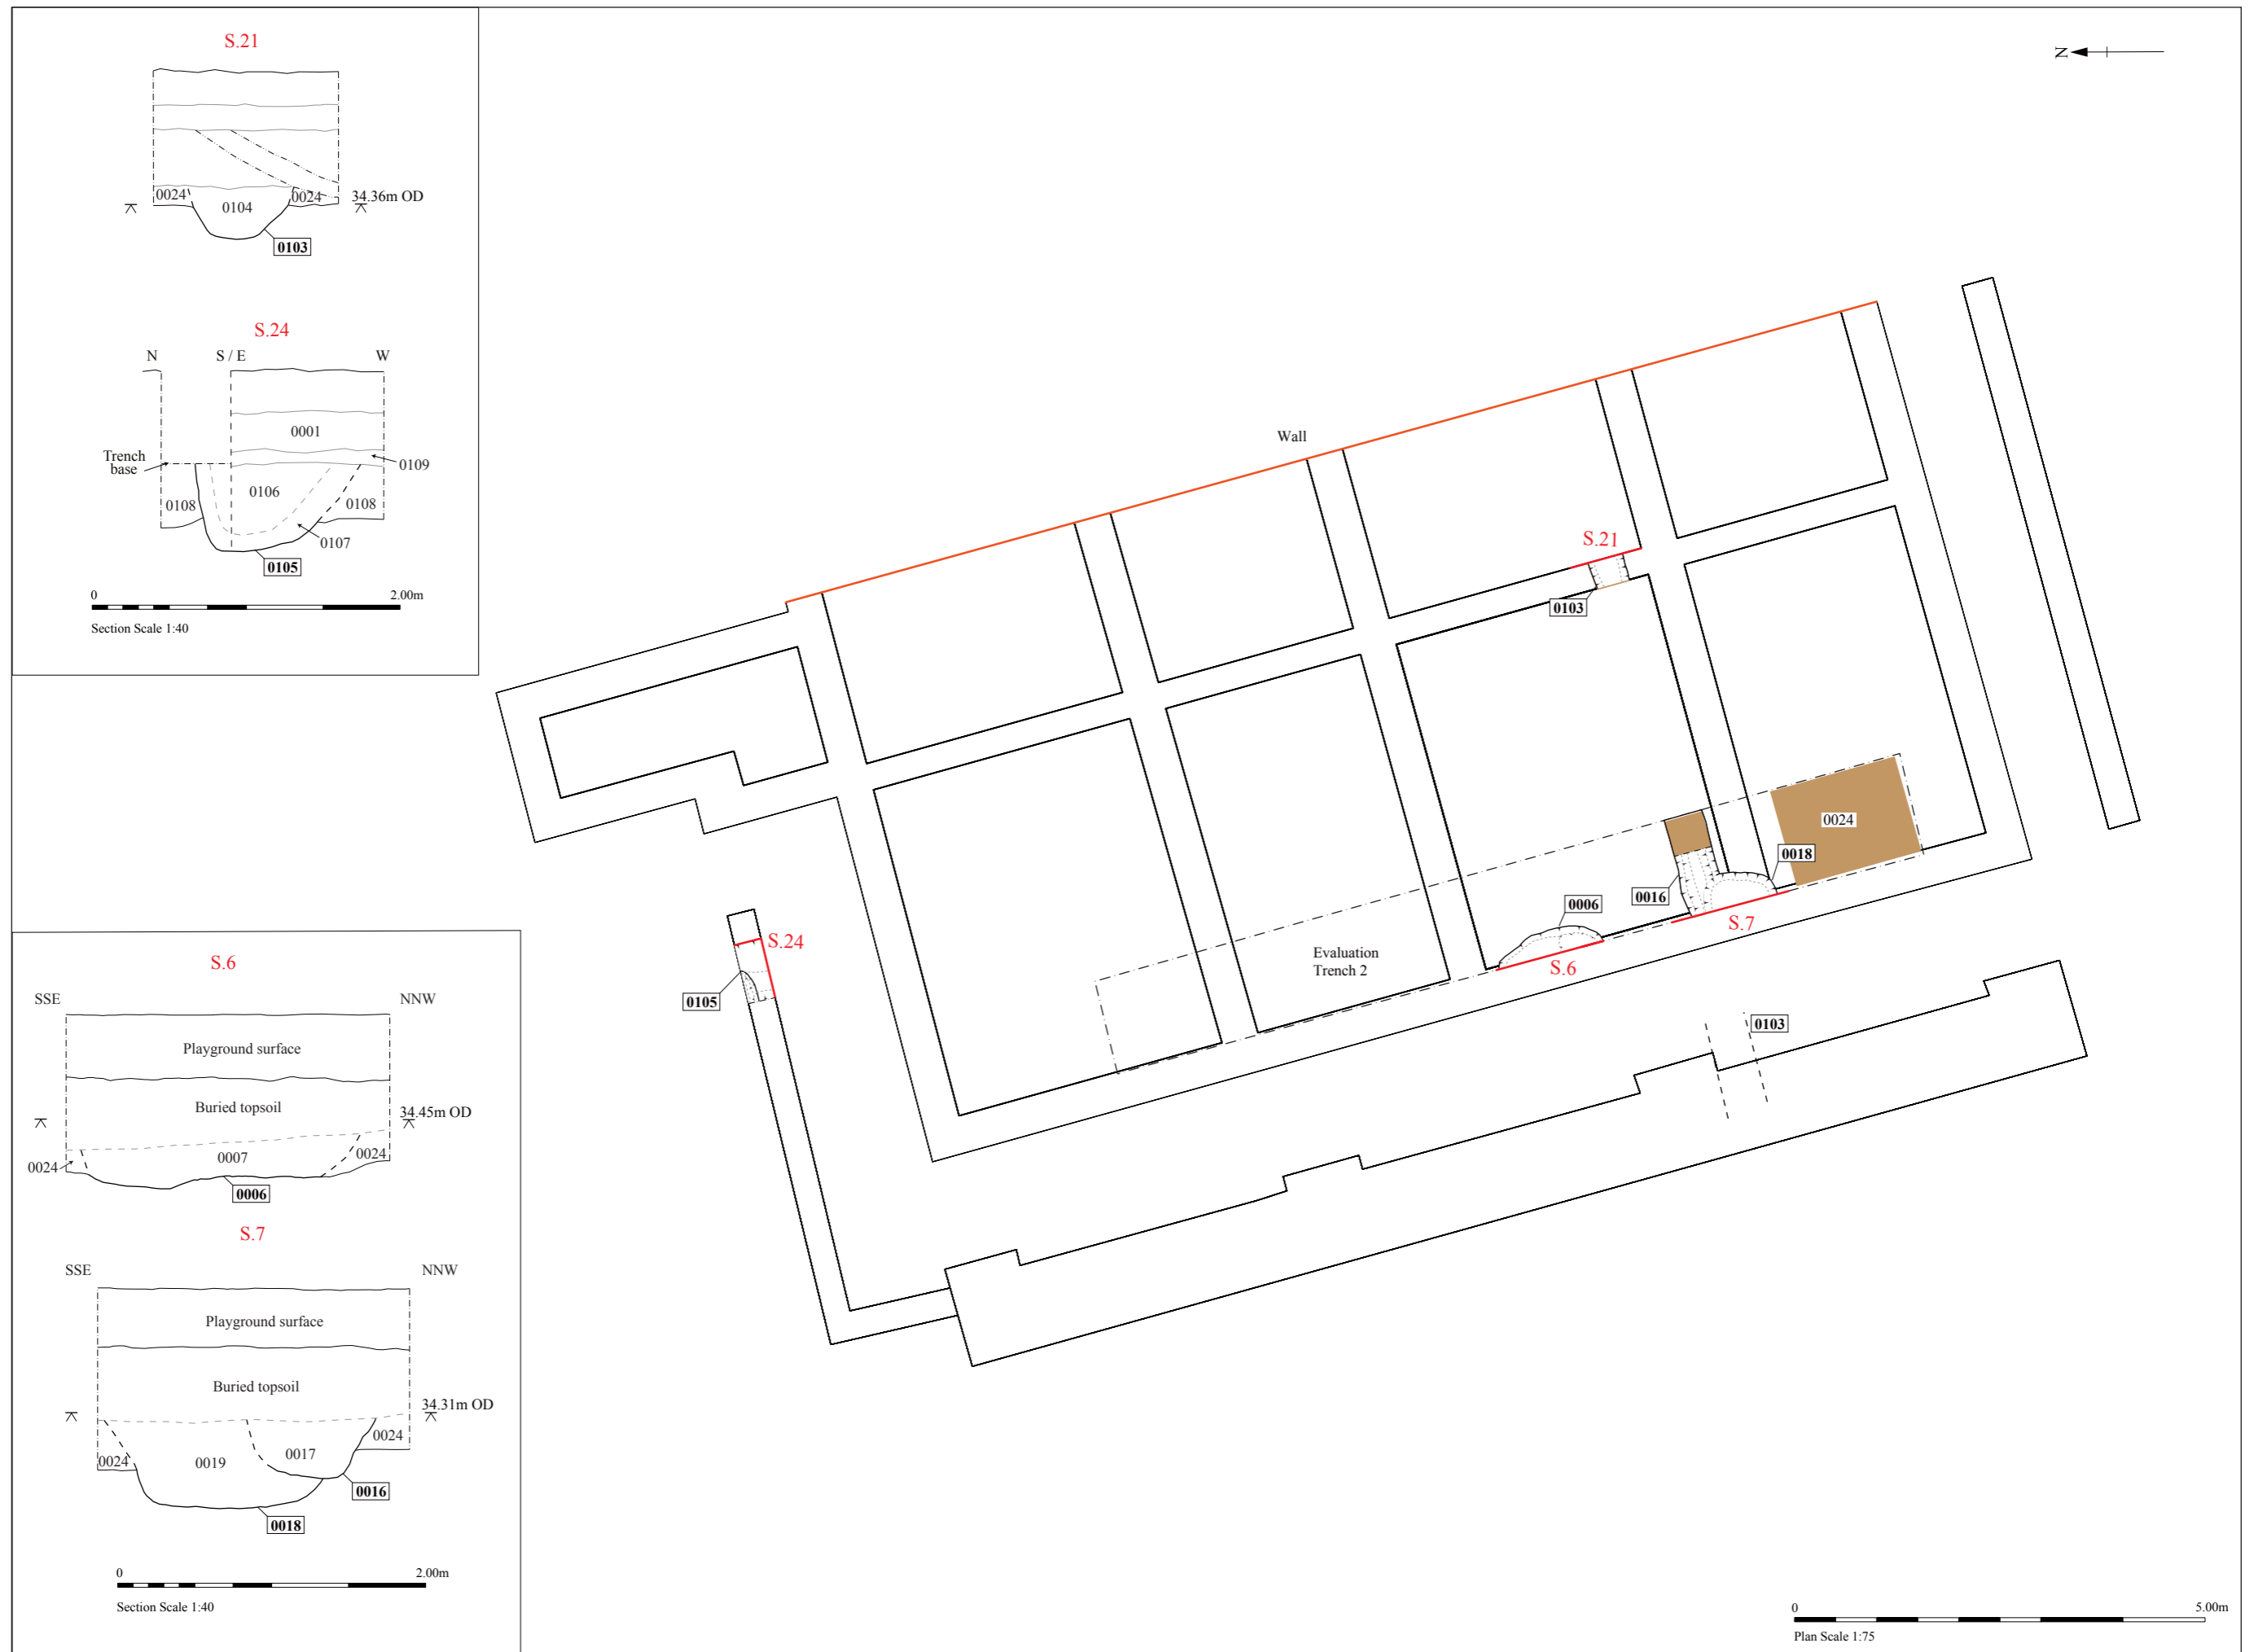 S.21
0024
0104
0024
34.36m OD
0103
S.24
N
S / E
W
0001
Trench
base
0109
0106
0108
0108
0107
0105
0
2.00m
Section Scale 1:40
S.6
SSE
NNW
Playground surface
Buried topsoil
34.45m OD
0024
0007
0024
0006
S.7
SSE
NNW
Playground surface
Buried topsoil
34.31m OD
0024
0019
0017
0024
0016
0018
0
2.00m
Section Scale 1:40
N
Wall
S.21
0103
0024
0018
0016
0006
S.7
S.24
Evaluation
Trench 2
S.6
0105
0103
0
5.00m
Plan Scale 1:75